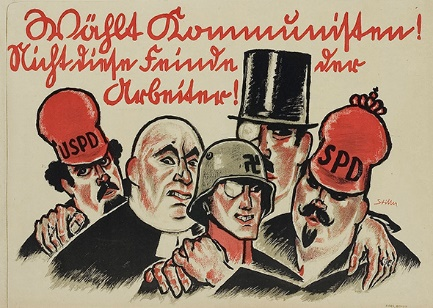 Wählt Kommunisten!
Nicht diese Feinde der
Arbeiter!
USPD
SPD